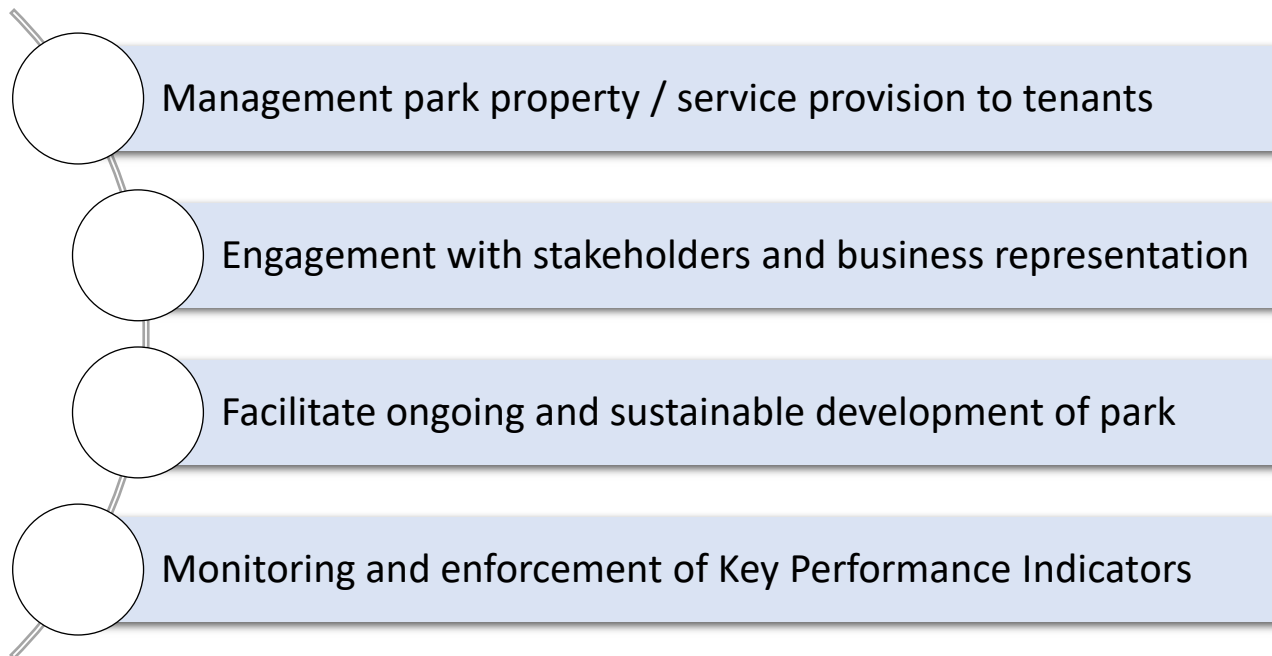 Management park property / service provision to tenants
Engagement with stakeholders and business representation
Facilitate ongoing and sustainable development of park
Monitoring and enforcement of Key Performance Indicators